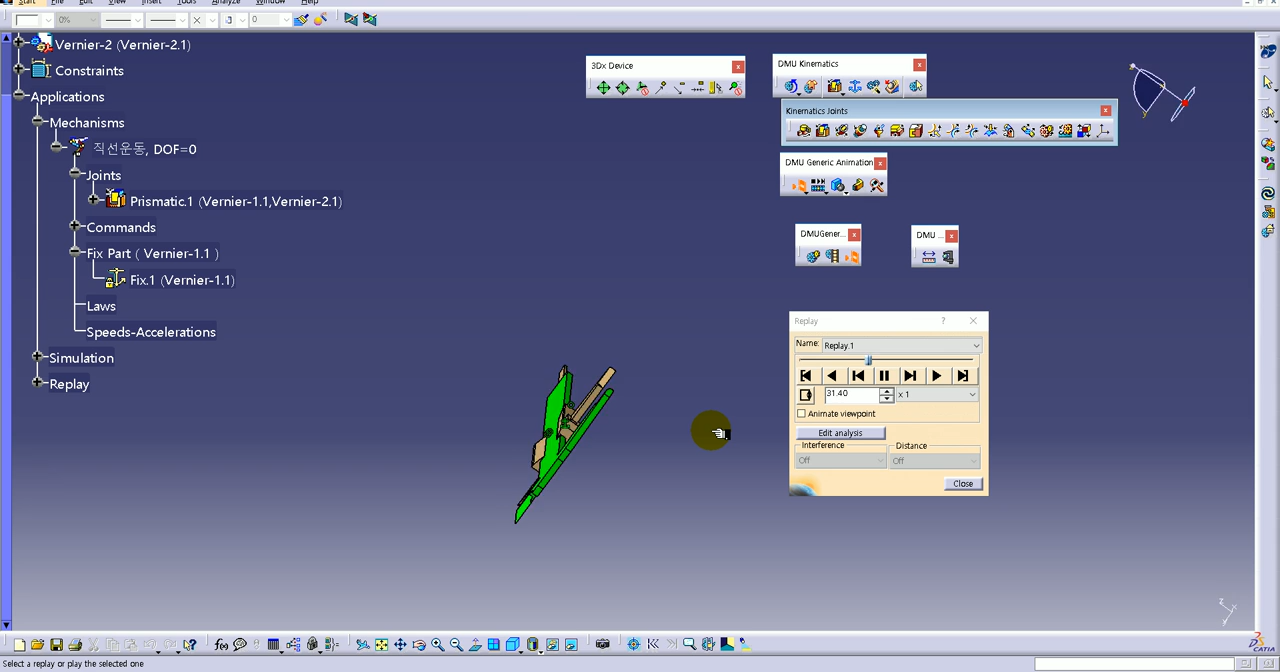 Start File Edit View Insert Tools Analyze Window Help
0% 0
Vernier-2 (Vernier-2.1)
Constraints
Applications
Mechanisms
직선운동, DOF=0
Joints
Prismatic.1 (Vernier-1.1,Vernier-2.1)
Commands
Fix Part ( Vernier-1.1 )
Fix.1 (Vernier-1.1)
Laws
Speeds-Accelerations
Simulation
Replay
3Dx Device
DMU Kinematics
Kinematics Joints
DMU Generic Animation
DMUGener...
DMU ...
Replay
Name: Replay.1
31.40 x 1
Animate viewpoint
Edit analysis
Interference Distance
Off Off
Close
z x y
f(x)
CATIA
Select a replay or play the selected one